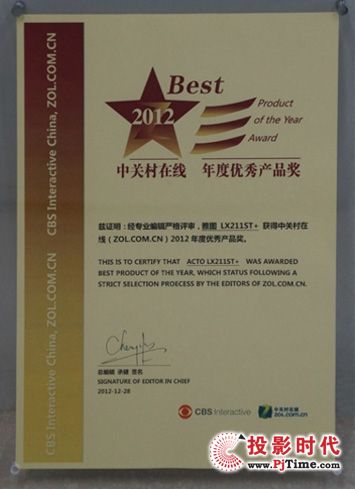 Best
2012
Product
of the Year
Award
中关村在线 年度优秀产品奖
CBS Interactive China, ZOL.COM.CN
CBS Interactive China, ZOL.COM.CN
兹证明：经专业编辑严格评审，雅图 LX211ST+ 获得中关村在
线（ZOL.COM.CN）2012 年度优秀产品奖。
THIS IS TO CERTIFY THAT ACTO LX211ST+ WAS AWARDED
BEST PRODUCT OF THE YEAR, WHICH STATUS FOLLOWING A
STRICT SELECTION PROECESS BY THE EDITORS OF ZOL.COM.CN.
总编辑 承健 签名
SIGNATURE OF EDITOR IN CHIEF
2012-12-28
CBS Interactive
Z
中关村在线
ZOL.COM.CN
投影时代
www.PjTime.com